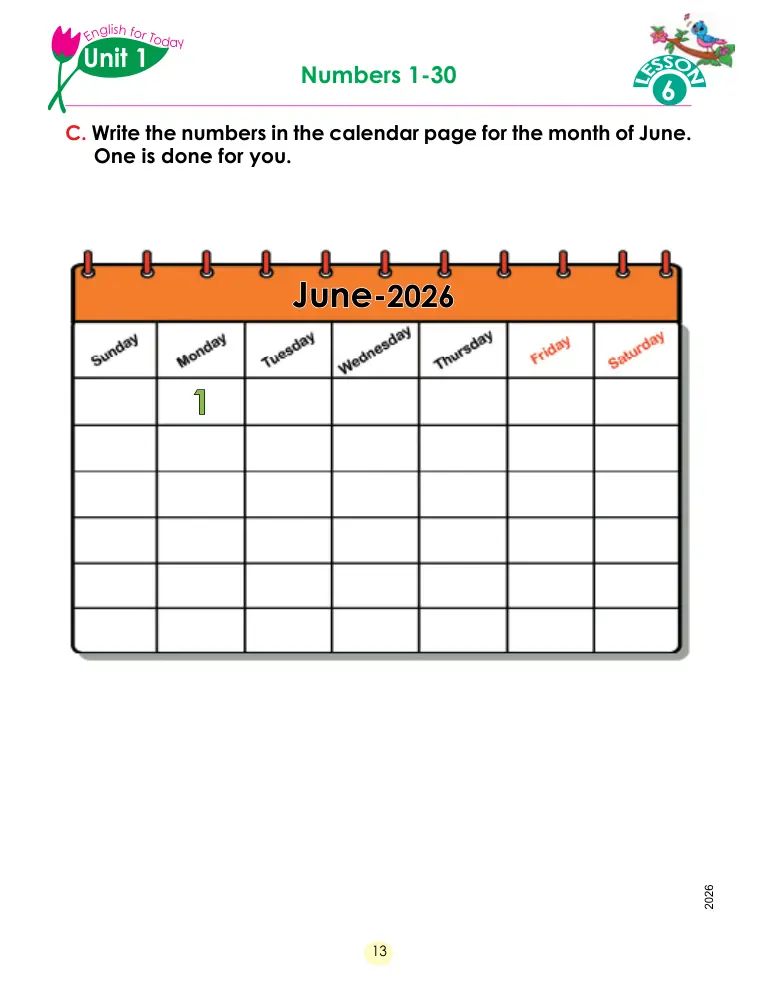 English for Today
Unit 1
Numbers 1-30
LESSON
6
C. Write the numbers in the calendar page for the month of June.
One is done for you.
June-2026
Sunday Monday Tuesday Wednesday Thursday Friday Saturday
1
2026
13